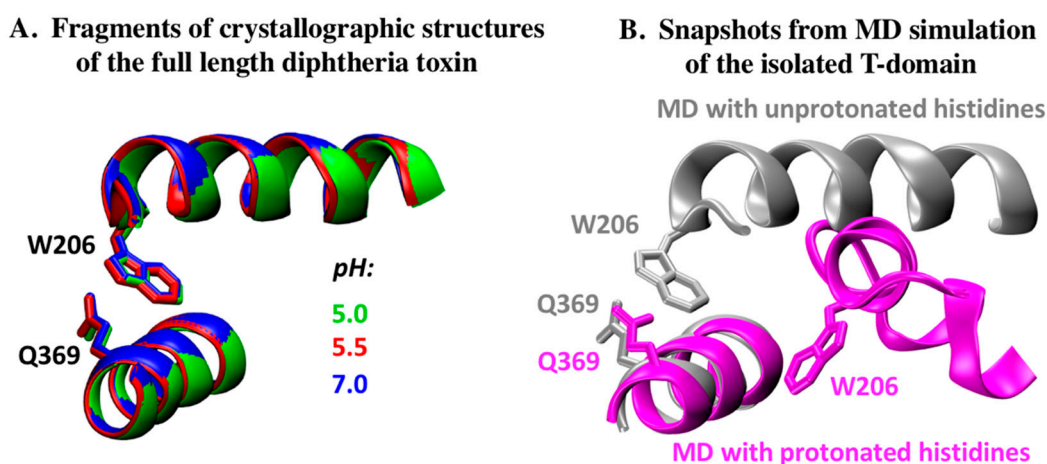 A. Fragments of crystallographic structures
of the full length diphtheria toxin
W206
Q369
pH:
5.0
5.5
7.0
B. Snapshots from MD simulation
of the isolated T-domain
MD with unprotonated histidines
W206
Q369
Q369
W206
MD with protonated histidines